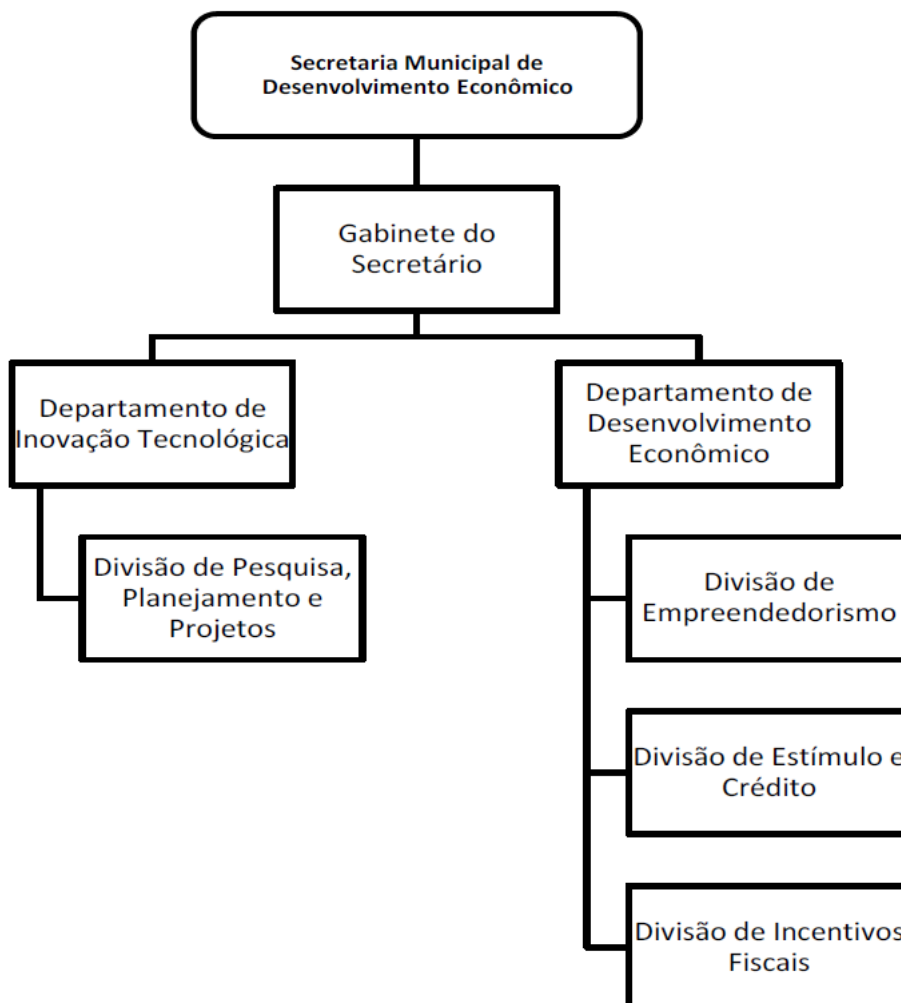 Secretaria Municipal de
Desenvolvimento Econômico
Gabinete do
Secretário
Departamento de
Inovação Tecnológica
Departamento de
Desenvolvimento
Econômico
Divisão de Pesquisa,
Planejamento e
Projetos
Divisão de
Empreendedorismo
Divisão de Estímulo e
Crédito
Divisão de Incentivos
Fiscais